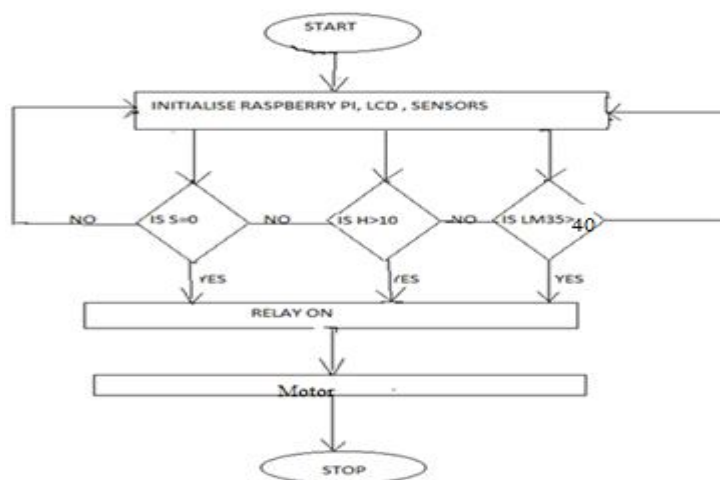 START
INITIALISE RASPBERRY PI, LCD , SENSORS
NO
IS S=0
NO
IS H>10
NO
IS LM35>
40
YES
YES
YES
RELAY ON
Motor
STOP